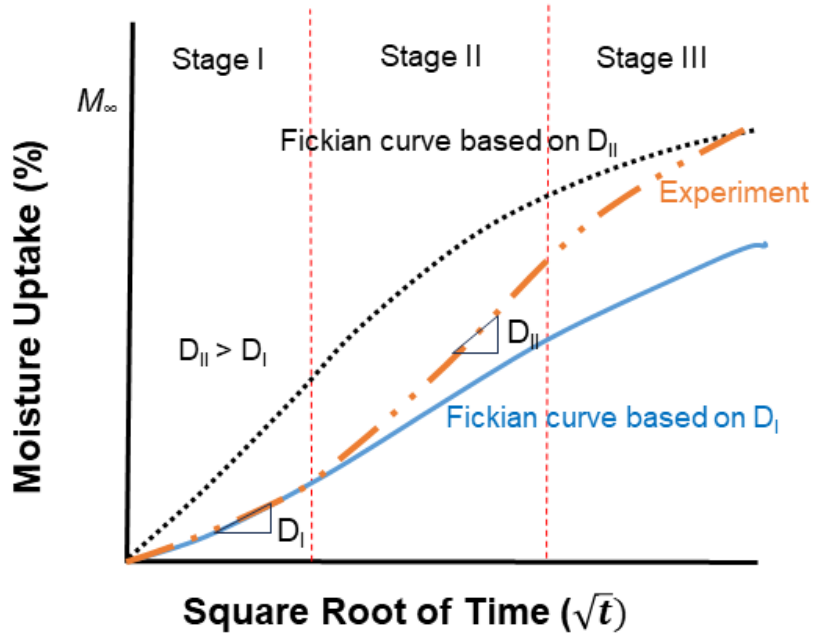 Stage I
Stage II
Stage III
M∞
Fickian curve based on DII
Experiment
DII > DI
DII
Fickian curve based on DI
DI
Moisture Uptake (%)
Square Root of Time (√t)